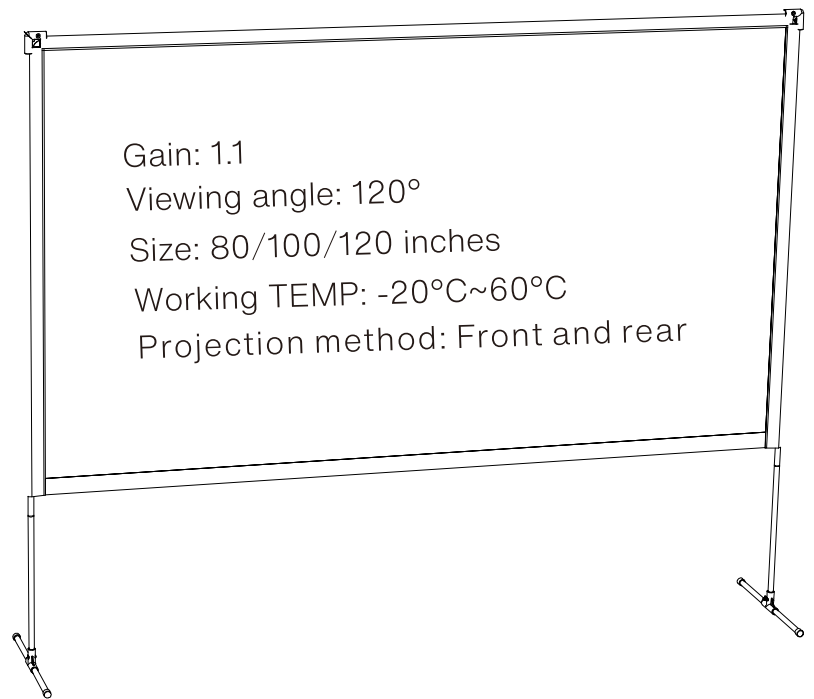 Gain: 1.1
Viewing angle: 120°
Size: 80/100/120 inches
Working TEMP: -20°C~60°C
Projection method: Front and rear